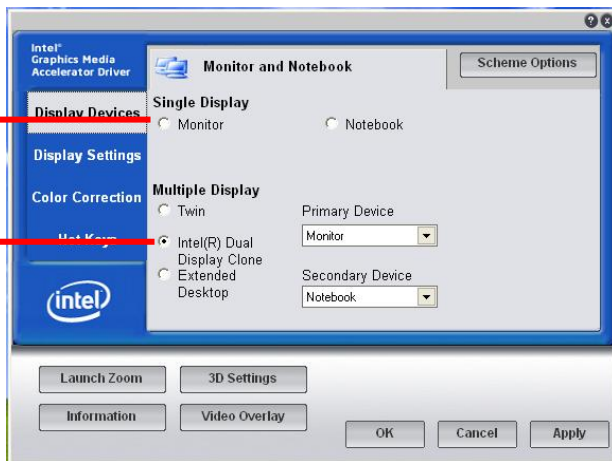 Intel®
Graphics Media
Accelerator Driver
Monitor and Notebook
Scheme Options
Display Devices
Display Settings
Color Correction
Hot Keys
intel
Single Display
Monitor
Notebook
Multiple Display
Twin
Primary Device
Monitor
Intel(R) Dual
Display Clone
Extended
Desktop
Secondary Device
Notebook
Launch Zoom
3D Settings
Information
Video Overlay
OK
Cancel
Apply